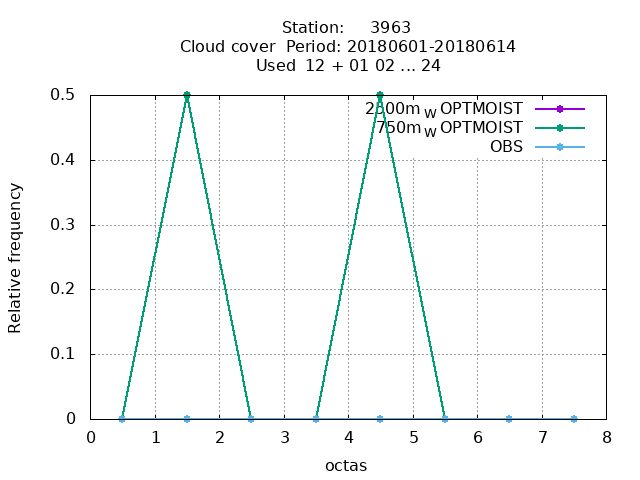 Station: 3963
Cloud cover Period: 20180601-20180614
Used 12 + 01 02 ... 24
2500m W OPTMOIST
750m W OPTMOIST
OBS
0.5
0.4
0.3
0.2
0.1
0
Relative frequency
0 1 2 3 4 5 6 7 8
octas